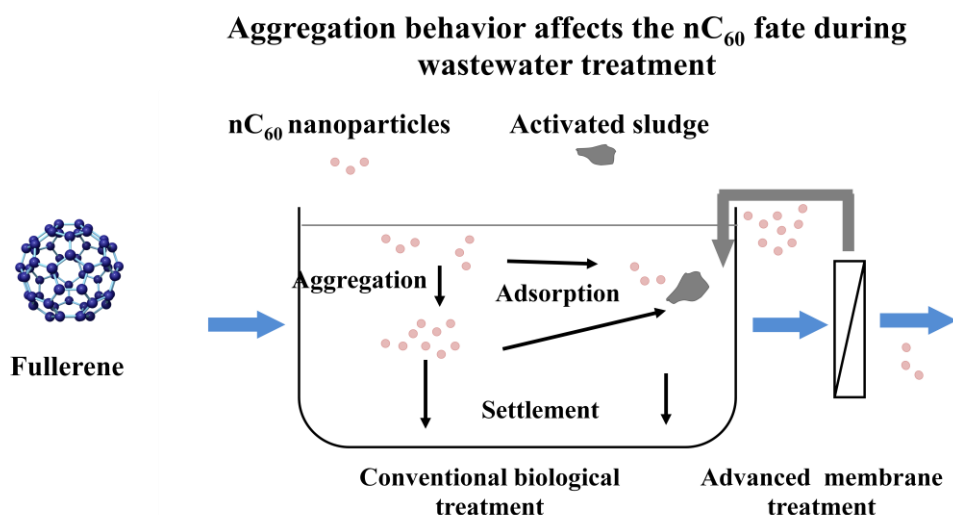 Aggregation behavior affects the nC₆₀ fate during
wastewater treatment
nC₆₀ nanoparticles
Activated sludge
Fullerene
Aggregation
Adsorption
Settlement
Conventional biological
treatment
Advanced membrane
treatment